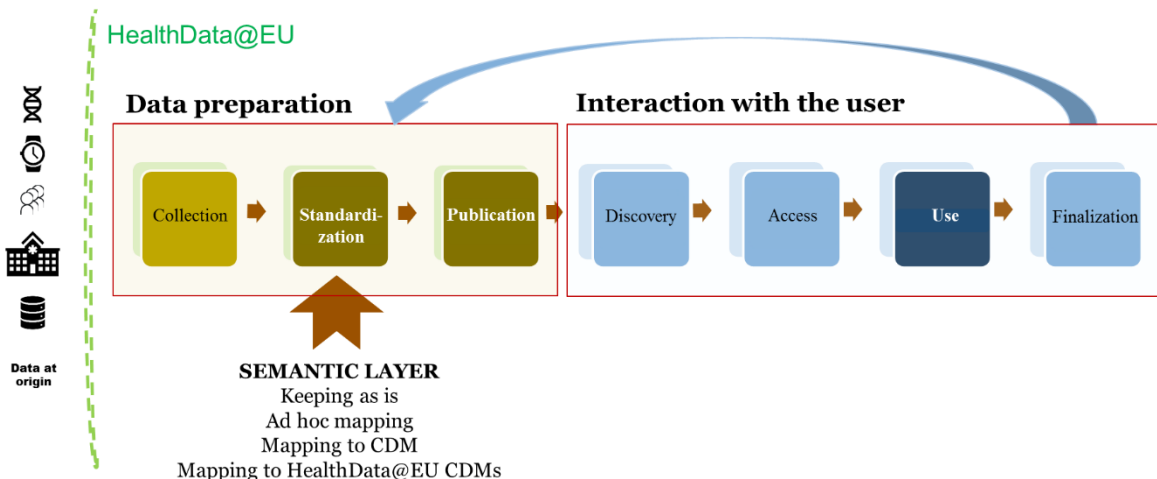 HealthData@EU
Data preparation
Interaction with the user
Collection
Standardi-
zation
Publication
Discovery
Access
Use
Finalization
Data at
origin
SEMANTIC LAYER
Keeping as is
Ad hoc mapping
Mapping to CDM
Mapping to HealthData@EU CDMs